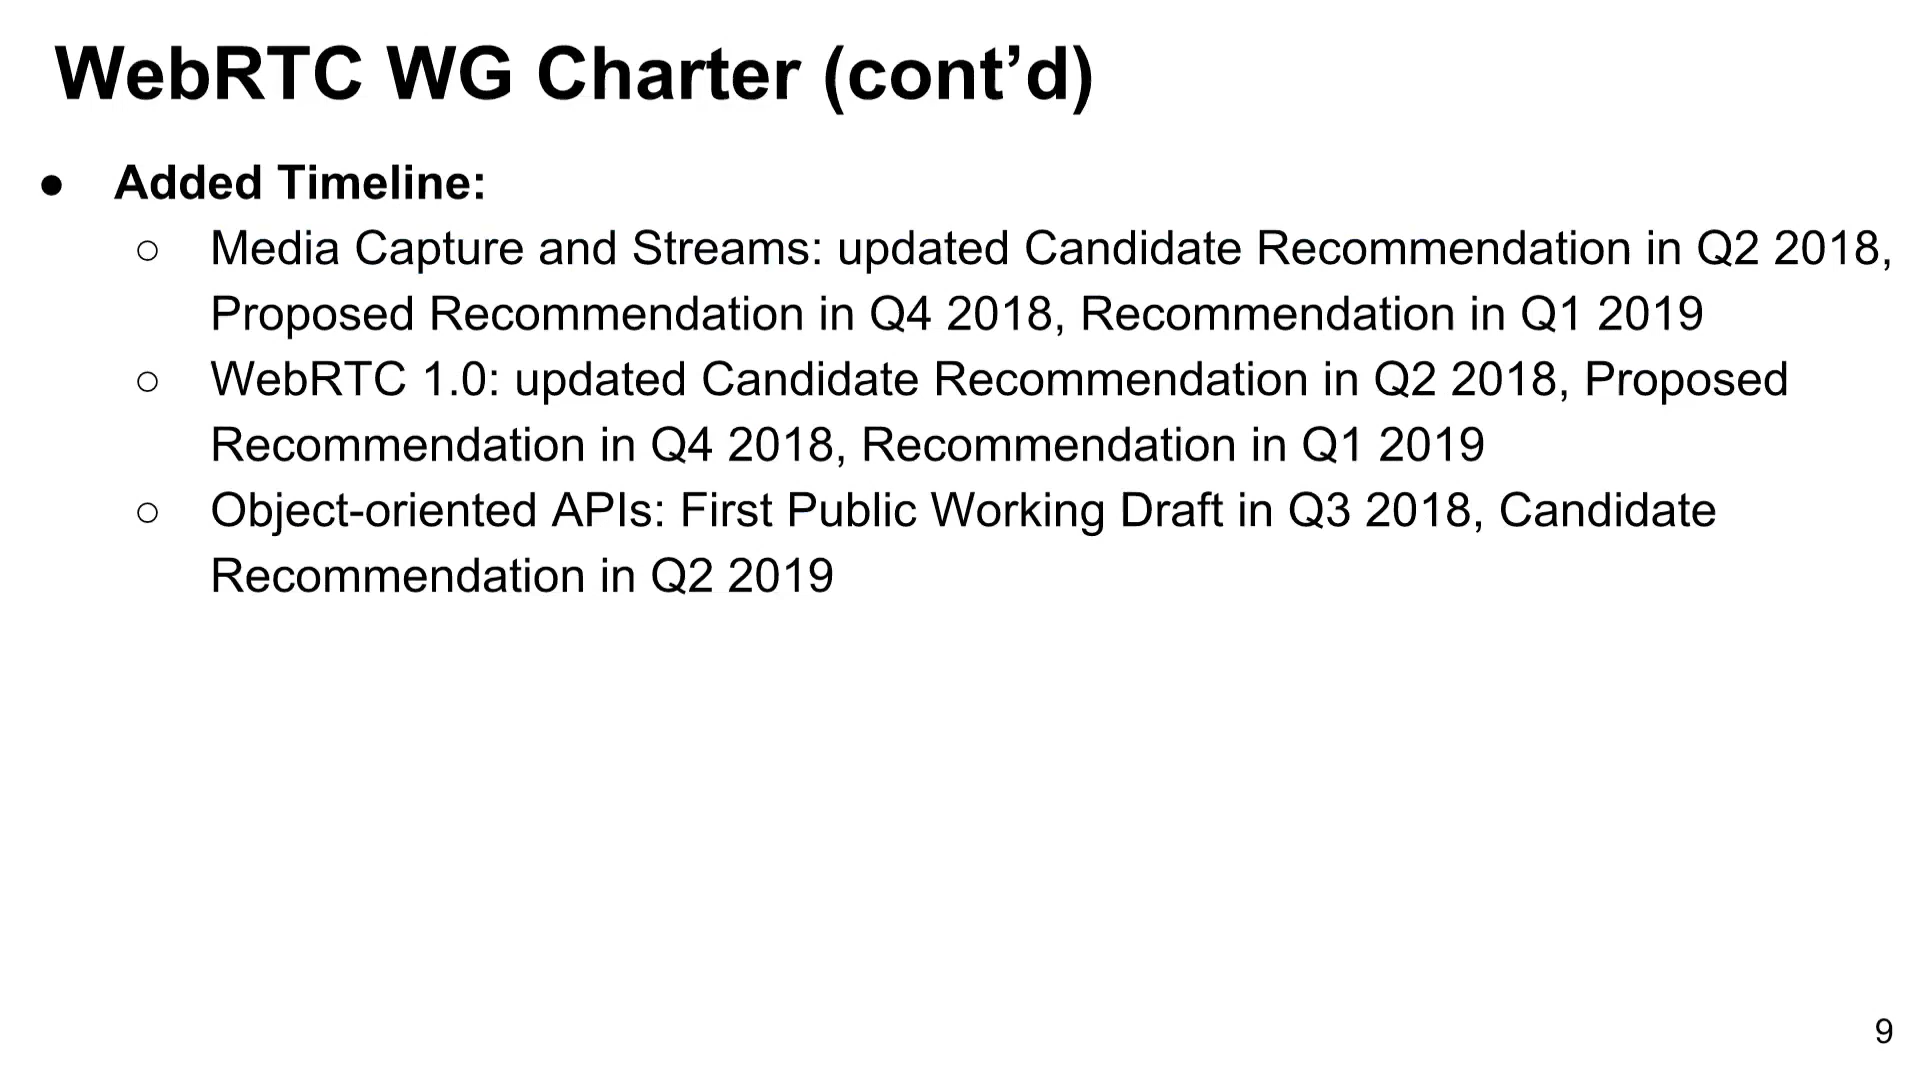 WebRTC WG Charter (cont’d)
● Added Timeline:
○ Media Capture and Streams: updated Candidate Recommendation in Q2 2018,
Proposed Recommendation in Q4 2018, Recommendation in Q1 2019
○ WebRTC 1.0: updated Candidate Recommendation in Q2 2018, Proposed
Recommendation in Q4 2018, Recommendation in Q1 2019
○ Object-oriented APIs: First Public Working Draft in Q3 2018, Candidate
Recommendation in Q2 2019
9